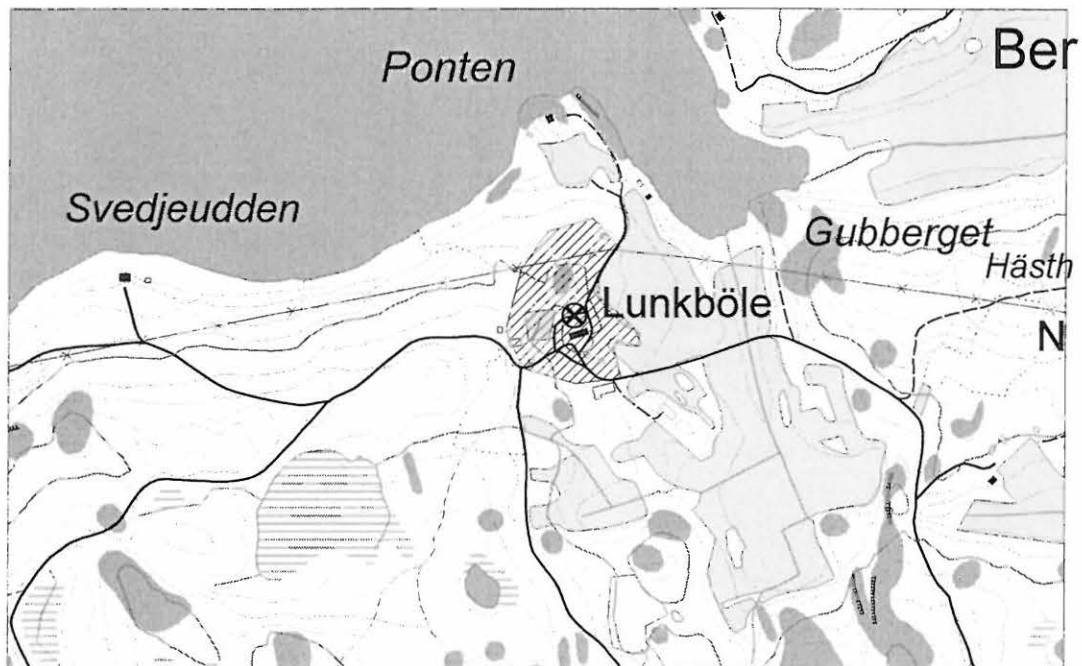 Ber
Ponten
Svedjeudden
Gubberget
Hästh
Lunkböle
N